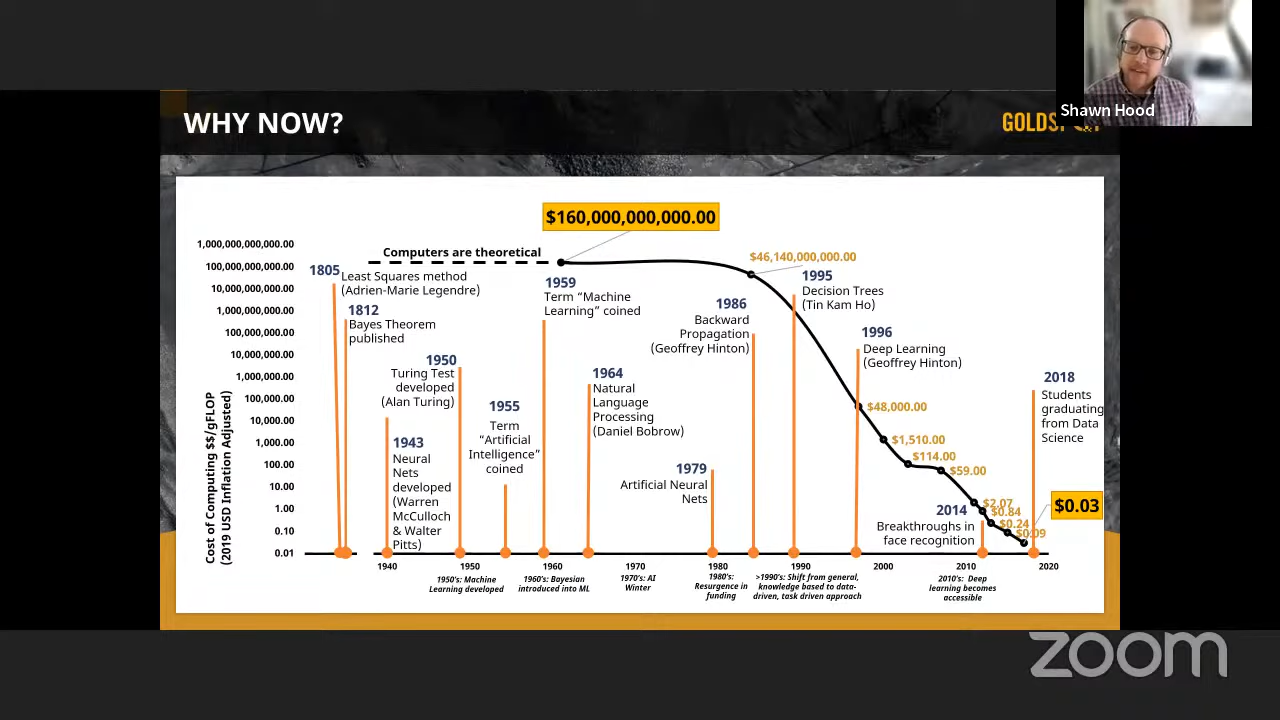 Shawn Hood
WHY NOW?
$160,000,000,000.00
Computers are theoretical
$46,140,000,000.00
1,000,000,000,000.00
100,000,000,000.00
10,000,000,000.00
1,000,000,000.00
100,000,000.00
10,000,000.00
1,000,000.00
100,000.00
10,000.00
1,000.00
100.00
10.00
1.00
0.10
0.01
Cost of Computing $$/gFLOP
(2019 USD Inflation Adjusted)
1805
Least Squares method
(Adrien-Marie Legendre)
1812
Bayes Theorem
published
1943
Neural
Nets
developed
(Warren
McCulloch
& Walter
Pitts)
1950
Turing Test
developed
(Alan Turing)
1955
Term
“Artificial
Intelligence”
coined
1959
Term “Machine
Learning” coined
1964
Natural
Language
Processing
(Daniel Bobrow)
1979
Artificial Neural
Nets
1986
Backward
Propagation
(Geoffrey Hinton)
1995
Decision Trees
(Tin Kam Ho)
1996
Deep Learning
(Geoffrey Hinton)
$48,000.00
$1,510.00
$114.00
$59.00
$2.07
$0.84
$0.24
$0.09
$0.03
2014
Breakthroughs in
face recognition
2018
Students
graduating
from Data
Science
1940
1950
1960
1970
1980
1990
2000
2010
2020
1950's: Machine
Learning developed
1960's: Bayesian
introduced into ML
1970's: AI
Winter
1980's:
Resurgence in
funding
>1990's: Shift from general,
knowledge based to data-
driven, task driven approach
2010's: Deep
learning becomes
accessible
zoom